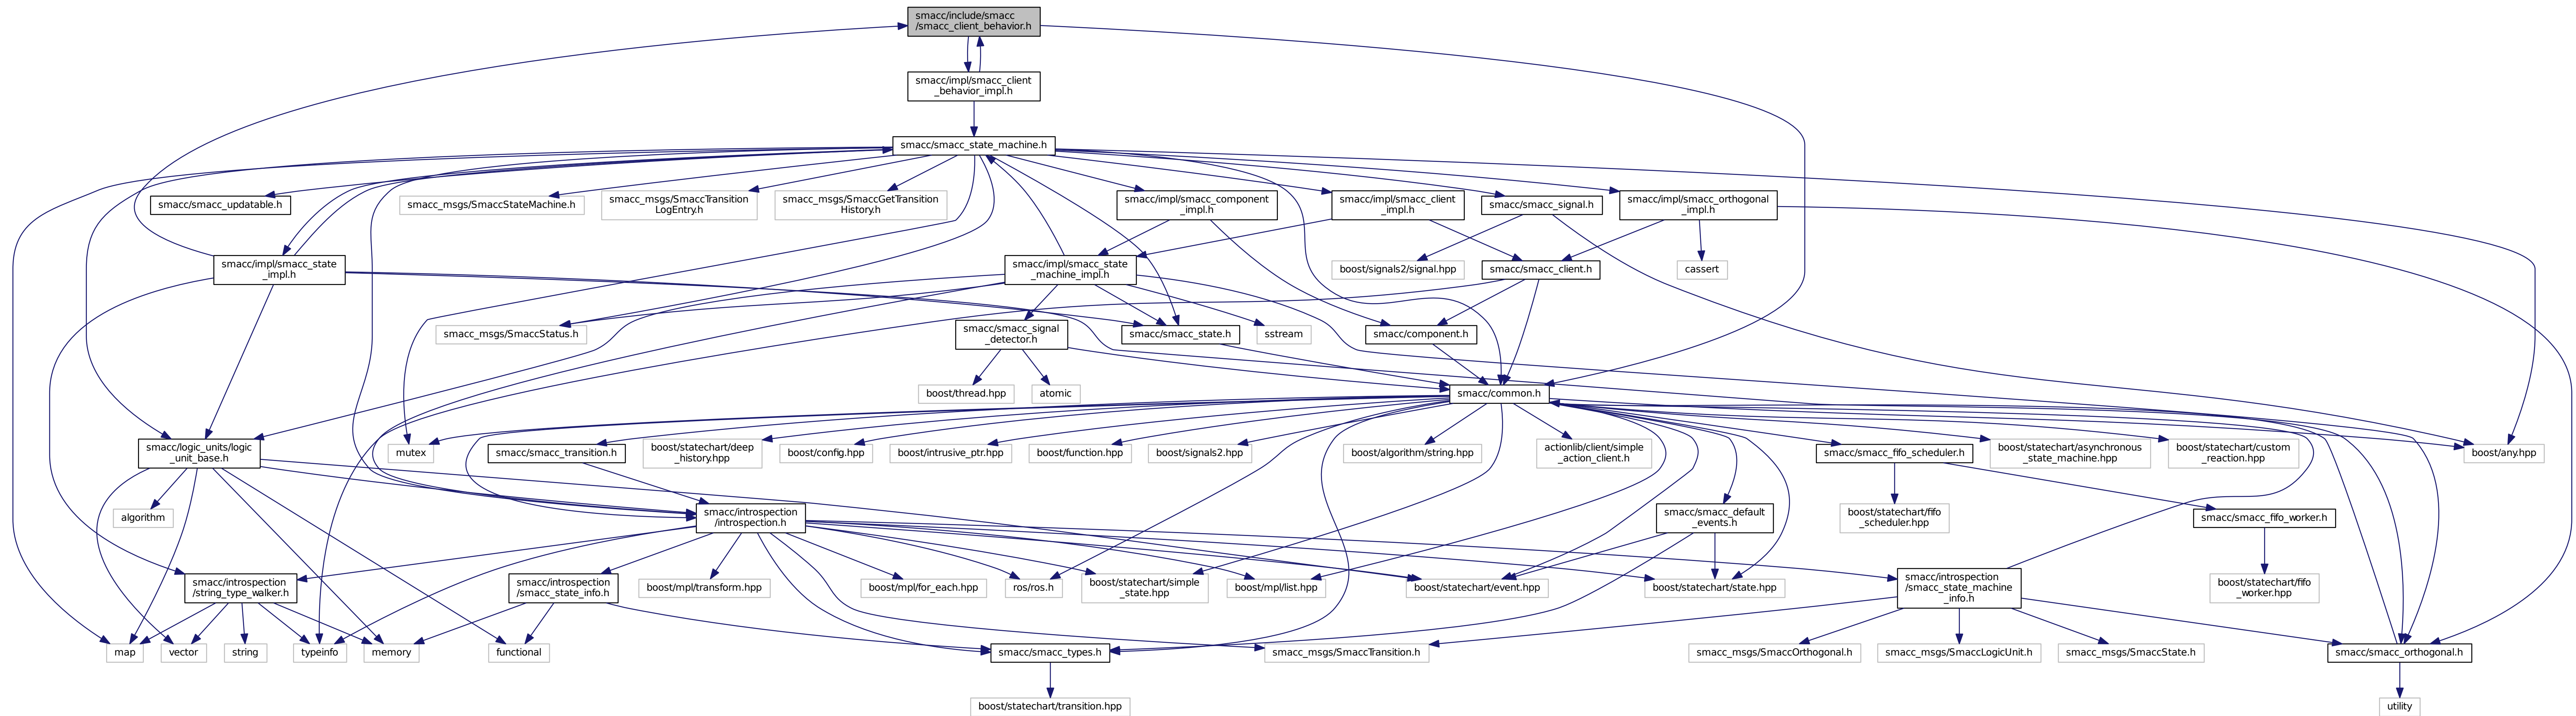 smacc/include/smacc
/smacc_client_behavior.h
smacc/impl/smacc_client
_behavior_impl.h
smacc/smacc_state_machine.h
smacc/smacc_updatable.h
smacc_msgs/SmaccStateMachine.h
smacc_msgs/SmaccTransition
LogEntry.h
smacc_msgs/SmaccGetTransition
History.h
smacc/impl/smacc_component
_impl.h
smacc/impl/smacc_client
_impl.h
smacc/smacc_signal.h
smacc/impl/smacc_orthogonal
_impl.h
smacc/impl/smacc_state
_impl.h
smacc/impl/smacc_state
_machine_impl.h
boost/signals2/signal.hpp
smacc/smacc_client.h
cassert
smacc_msgs/SmaccStatus.h
smacc/smacc_signal
_detector.h
smacc/smacc_state.h
sstream
smacc/component.h
boost/thread.hpp
atomic
smacc/common.h
smacc/logic_units/logic
_unit_base.h
mutex
smacc/smacc_transition.h
boost/statechart/deep
_history.hpp
boost/config.hpp
boost/intrusive_ptr.hpp
boost/function.hpp
boost/signals2.hpp
boost/algorithm/string.hpp
actionlib/client/simple
_action_client.h
smacc/smacc_fifo_scheduler.h
boost/statechart/asynchronous
_state_machine.hpp
boost/statechart/custom
_reaction.hpp
boost/any.hpp
algorithm
smacc/introspection
/introspection.h
smacc/smacc_default
_events.h
boost/statechart/fifo
_scheduler.hpp
smacc/smacc_fifo_worker.h
smacc/introspection
/string_type_walker.h
smacc/introspection
/smacc_state_info.h
boost/mpl/transform.hpp
boost/mpl/for_each.hpp
ros/ros.h
boost/statechart/simple
_state.hpp
boost/mpl/list.hpp
boost/statechart/event.hpp
boost/statechart/state.hpp
smacc/introspection
/smacc_state_machine
_info.h
boost/statechart/fifo
_worker.hpp
map
vector
string
typeinfo
memory
functional
smacc/smacc_types.h
smacc_msgs/SmaccTransition.h
smacc_msgs/SmaccOrthogonal.h
smacc_msgs/SmaccLogicUnit.h
smacc_msgs/SmaccState.h
smacc/smacc_orthogonal.h
boost/statechart/transition.hpp
utility